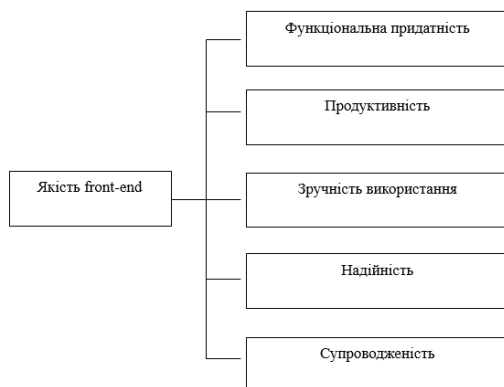 Функціональна придатність
Продуктивність
Якість front-end
Зручність використання
Надійність
Супроводженість